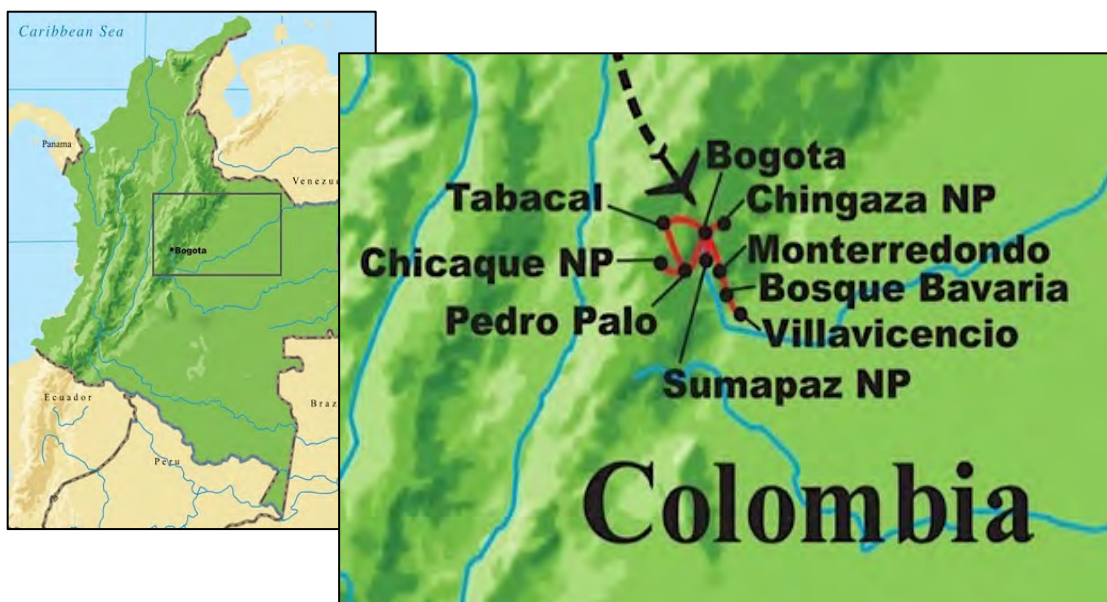 Caribbean Sea
Panama
Venezu
Bogota
Ecuador
Braz
Peru
Bogota
Tabacal
Chingaza NP
Chicaque NP
Monterredondo
Bosque Bavaria
Pedro Palo
Villavicencio
Sumapaz NP
Colombia